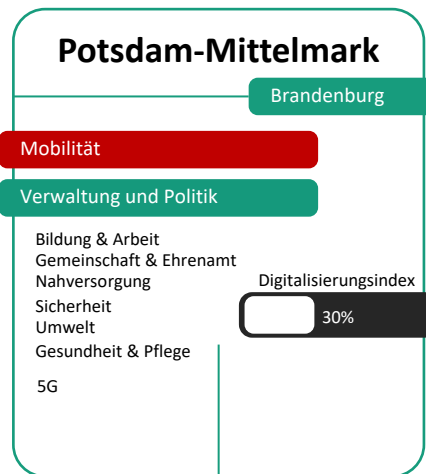 Potsdam-Mittelmark
Brandenburg
Mobilität
Verwaltung und Politik
Bildung & Arbeit
Gemeinschaft & Ehrenamt
Nahversorgung
Sicherheit
Umwelt
Gesundheit & Pflege
5G
Digitalisierungsindex
30%